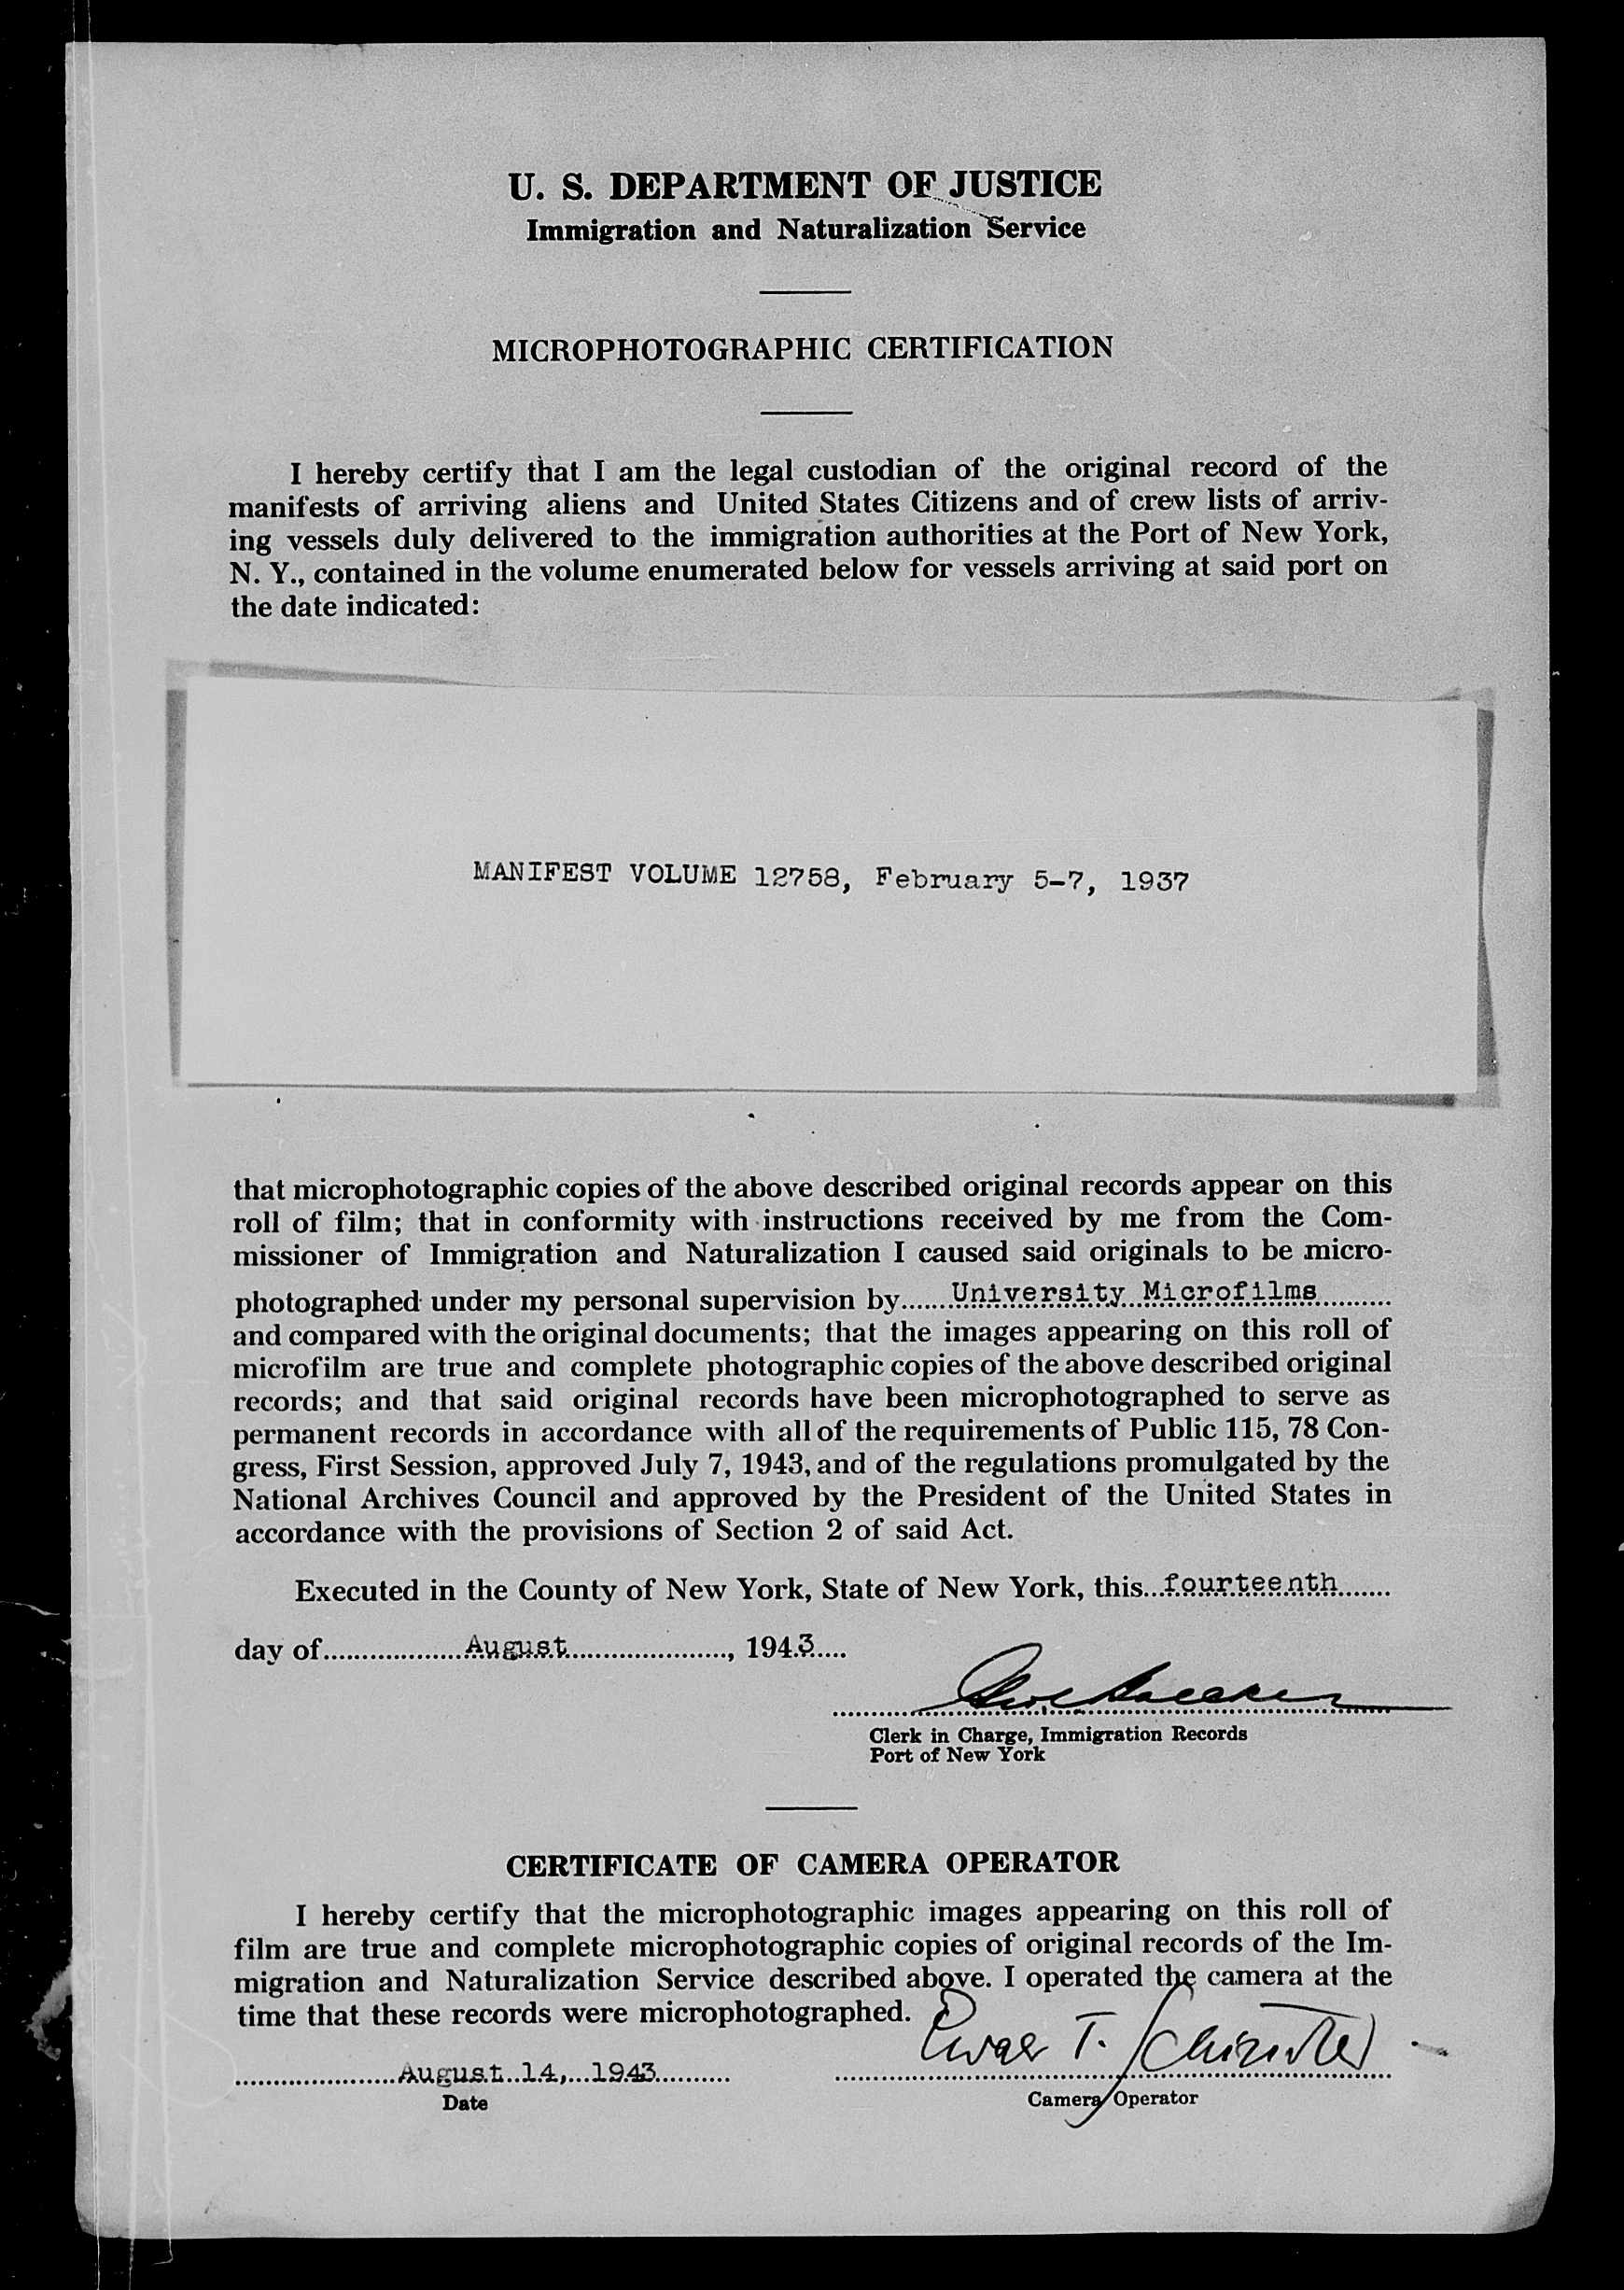 U. S. DEPARTMENT OF JUSTICE
Immigration and Naturalization Service
MICROPHOTOGRAPHIC CERTIFICATION
I hereby certify that I am the legal custodian of the original record of the
manifests of arriving aliens and United States Citizens and of crew lists of arriv-
ing vessels duly delivered to the immigration authorities at the Port of New York,
N. Y., contained in the volume enumerated below for vessels arriving at said port on
the date indicated:
MANIFEST VOLUME 12758, February 5-7, 1937
that microphotographic copies of the above described original records appear on this
roll of film; that in conformity with instructions received by me from the Com-
missioner of Immigration and Naturalization I caused said originals to be micro-
photographed under my personal supervision by University Microfilms
and compared with the original documents; that the images appearing on this roll of
microfilm are true and complete photographic copies of the above described original
records; and that said original records have been microphotographed to serve as
permanent records in accordance with all of the requirements of Public 115, 78 Con-
gress, First Session, approved July 7, 1943, and of the regulations promulgated by the
National Archives Council and approved by the President of the United States in
accordance with the provisions of Section 2 of said Act.
Executed in the County of New York, State of New York, this fourteenth
day of August, 1943
Clerk in Charge, Immigration Records
Port of New York
CERTIFICATE OF CAMERA OPERATOR
I hereby certify that the microphotographic images appearing on this roll of
film are true and complete microphotographic copies of original records of the Im-
migration and Naturalization Service described above. I operated the camera at the
time that these records were microphotographed.
T.
August 14, 1943
Date
Camera Operator